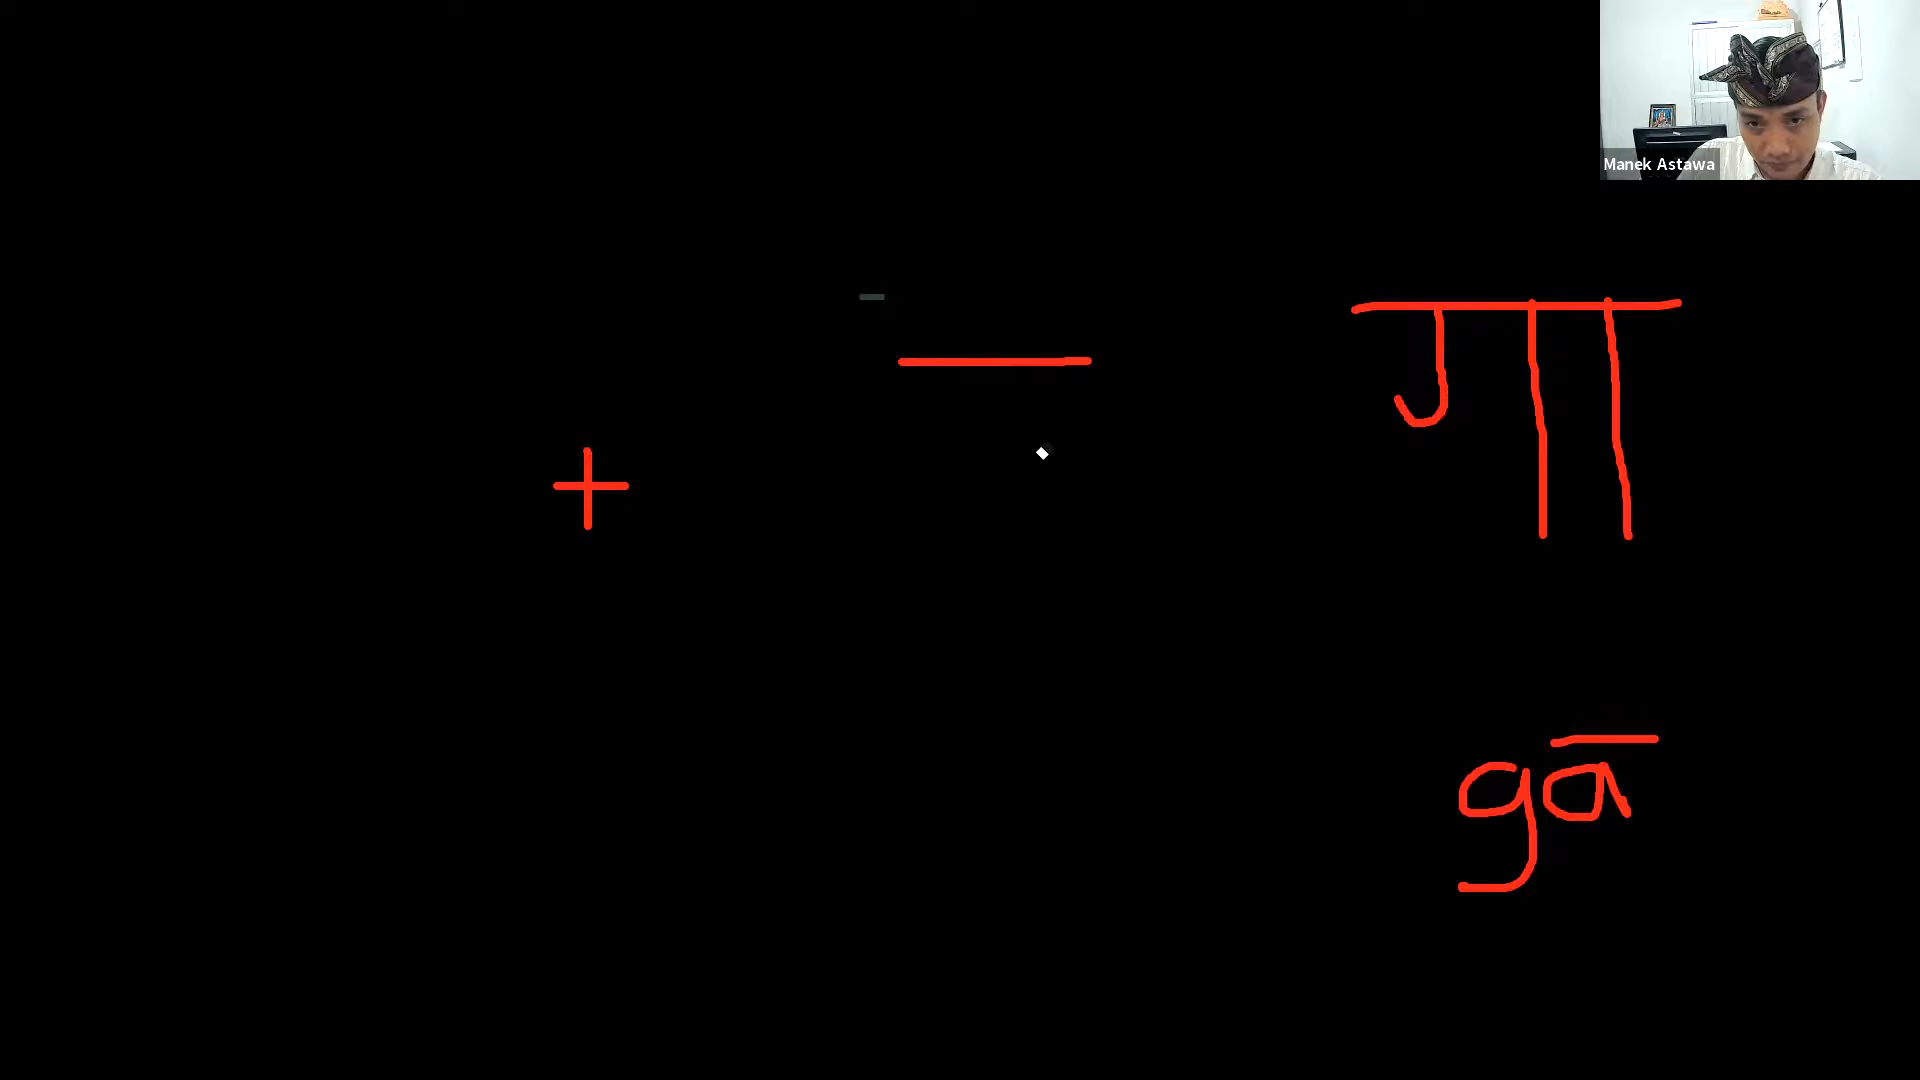 Manek Astawa
+ गा
gā